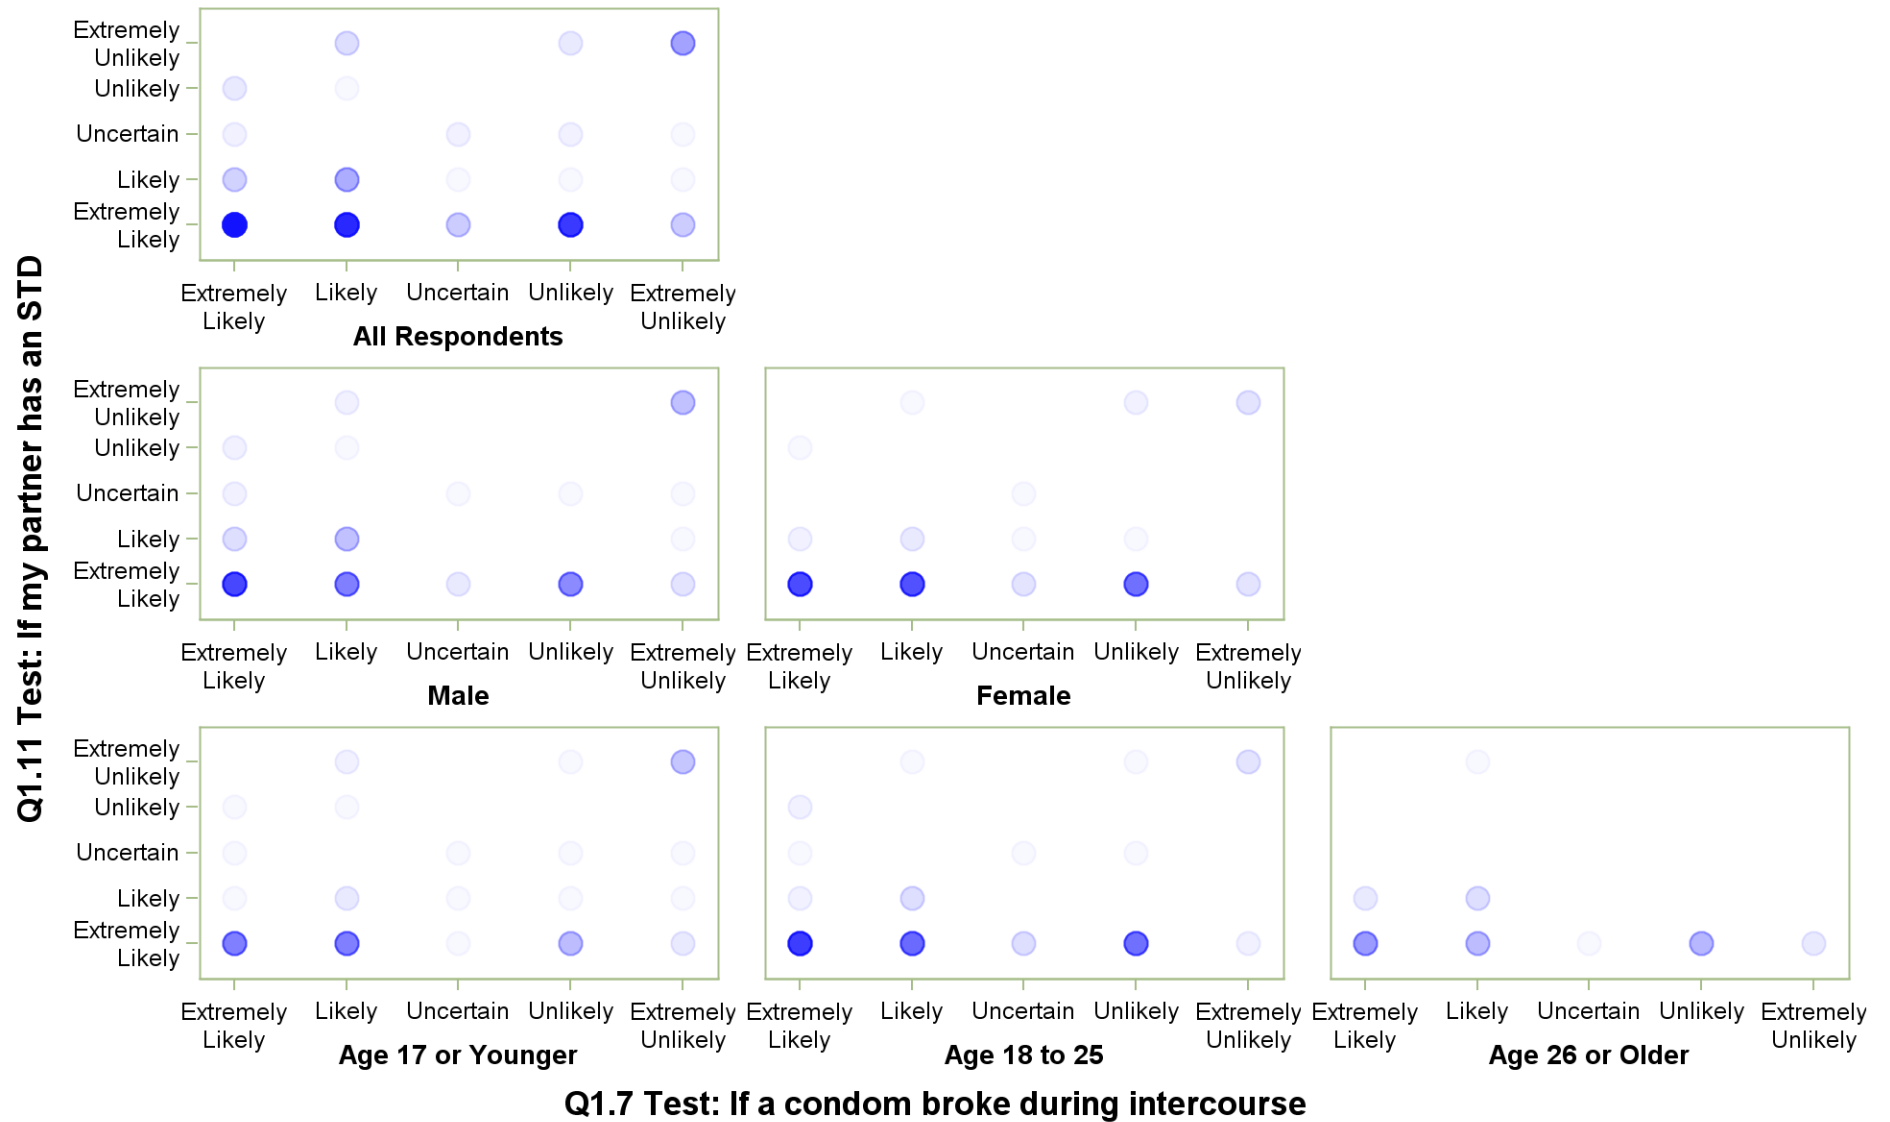 Q1.11 Test: If my partner has an STD
Extremely
Unlikely
Unlikely
Uncertain
Likely
Extremely
Likely
Extremely Likely Uncertain Unlikely Extremely
Likely Unlikely
All Respondents
Extremely
Unlikely
Unlikely
Uncertain
Likely
Extremely
Likely
Extremely Likely Uncertain Unlikely Extremely
Likely Unlikely
Male
Extremely Likely Uncertain Unlikely Extremely
Likely Unlikely
Female
Extremely
Unlikely
Unlikely
Uncertain
Likely
Extremely
Likely
Extremely Likely Uncertain Unlikely Extremely
Likely Unlikely
Age 17 or Younger
Extremely Likely Uncertain Unlikely Extremely
Likely Unlikely
Age 18 to 25
Extremely Likely Uncertain Unlikely Extremely
Likely Unlikely
Age 26 or Older
Q1.7 Test: If a condom broke during intercourse